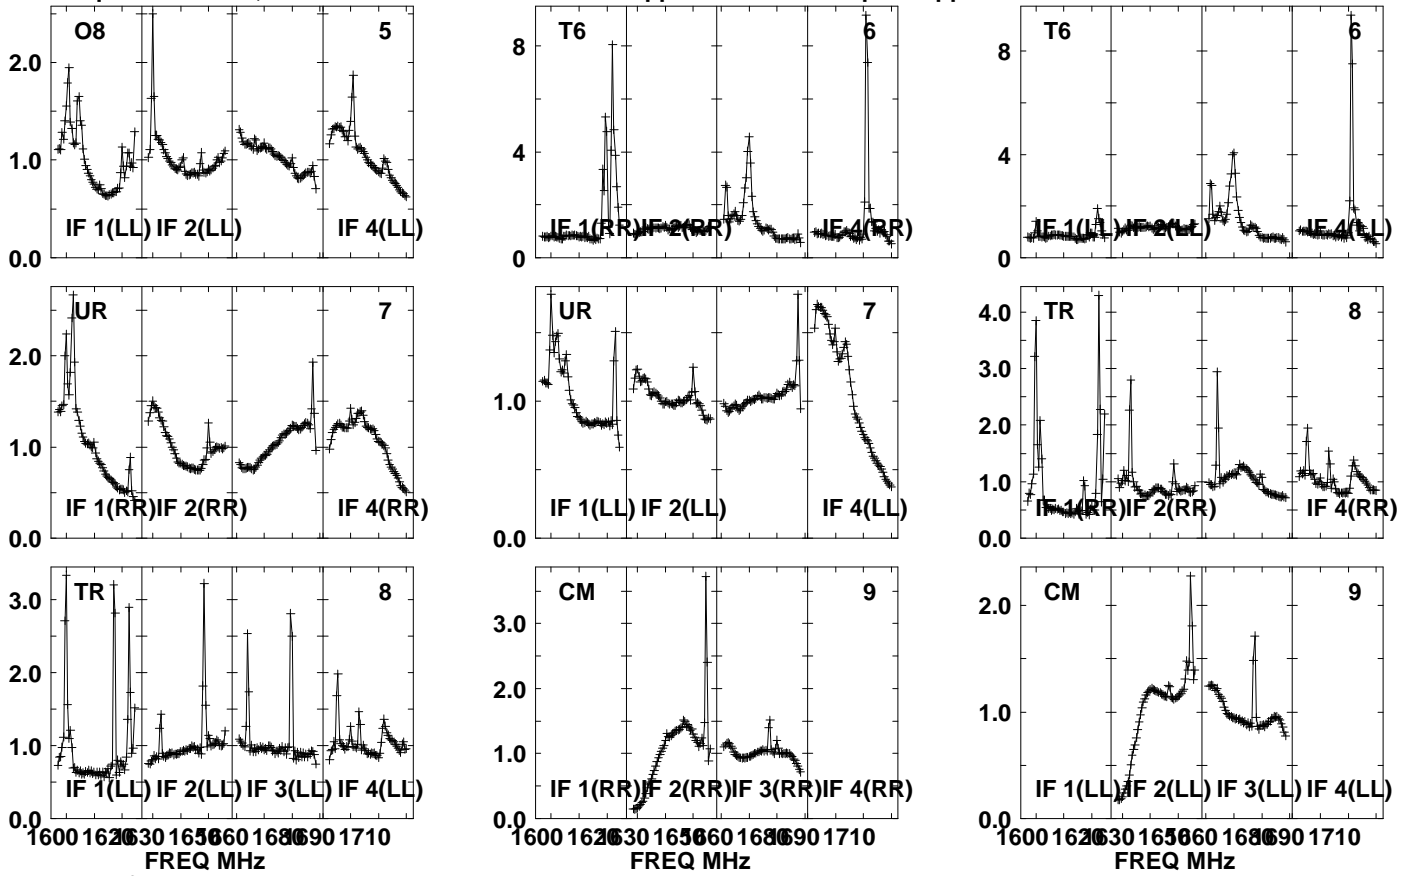 O8 5
2.0
1.0
0.0
IF 1(LL) IF 2(LL) IF 4(LL)
T6 6
8
4
0
IF 1(RR) IF 2(RR) IF 4(RR)
T6 6
8
4
0
IF 1(LL) IF 2(LL) IF 4(LL)
UR 7
2.0
1.0
0.0
IF 1(RR) IF 2(RR) IF 4(RR)
UR 7
1.0
0.0
IF 1(LL) IF 2(LL) IF 4(LL)
TR 8
4.0
3.0
2.0
1.0
0.0
IF 1(RR) IF 2(RR) IF 4(RR)
TR 8
3.0
2.0
1.0
0.0
IF 1(LL) IF 2(LL) IF 3(LL) IF 4(LL)
1600 1620 1630 1650 1660 1680 1690 1710
FREQ MHz
CM 9
3.0
2.0
1.0
0.0
IF 1(RR) IF 2(RR) IF 3(RR) IF 4(RR)
1600 1620 1630 1650 1660 1680 1690 1710
FREQ MHz
CM 9
2.0
1.0
0.0
IF 1(LL) IF 2(LL) IF 3(LL) IF 4(LL)
1600 1620 1630 1650 1660 1680 1690 1710
FREQ MHz